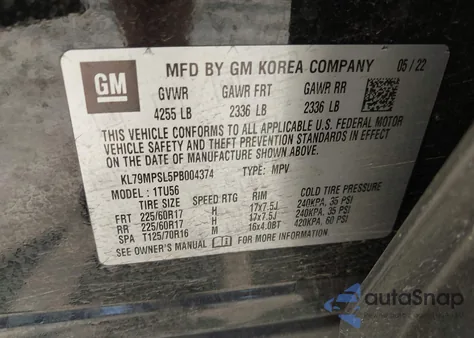 GM
MFD BY GM KOREA COMPANY 05/22
GVWR GAWR FRT GAWR RR
4255 LB 2336 LB 2336 LB
THIS VEHICLE CONFORMS TO ALL APPLICABLE U.S. FEDERAL MOTOR
VEHICLE SAFETY AND THEFT PREVENTION STANDARDS IN EFFECT ON THE
DATE OF MANUFACTURE SHOWN ABOVE.
KL79MPSL5PB004374 TYPE: MPV
MODEL: 1TU56
TIRE SIZE SPEED RTG RIM COLD TIRE PRESSURE
FRT 225/60R17 H 17x7.5J 240KPA, 35 PSI
RR 225/60R17 H 17x7.5J 240KPA, 35 PSI
SPA T125/70R16 M 16x4.0BT 420KPA, 60 PSI
SEE OWNER'S MANUAL FOR MORE INFORMATION
autoSnap